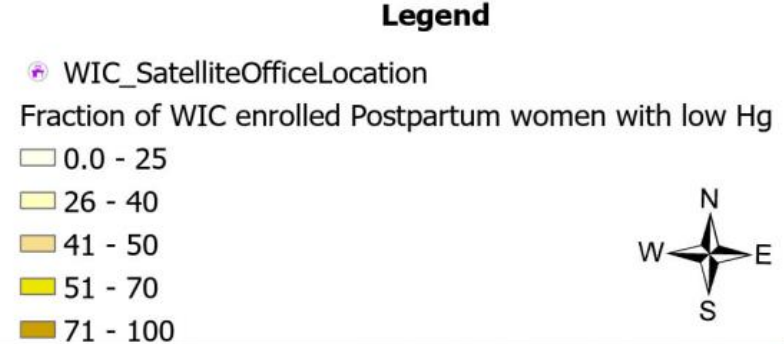 Legend
WIC_SatelliteOfficeLocation
Fraction of WIC enrolled Postpartum women with low Hg
0.0 - 25
26 - 40
41 - 50
51 - 70
71 - 100
N
W E
S